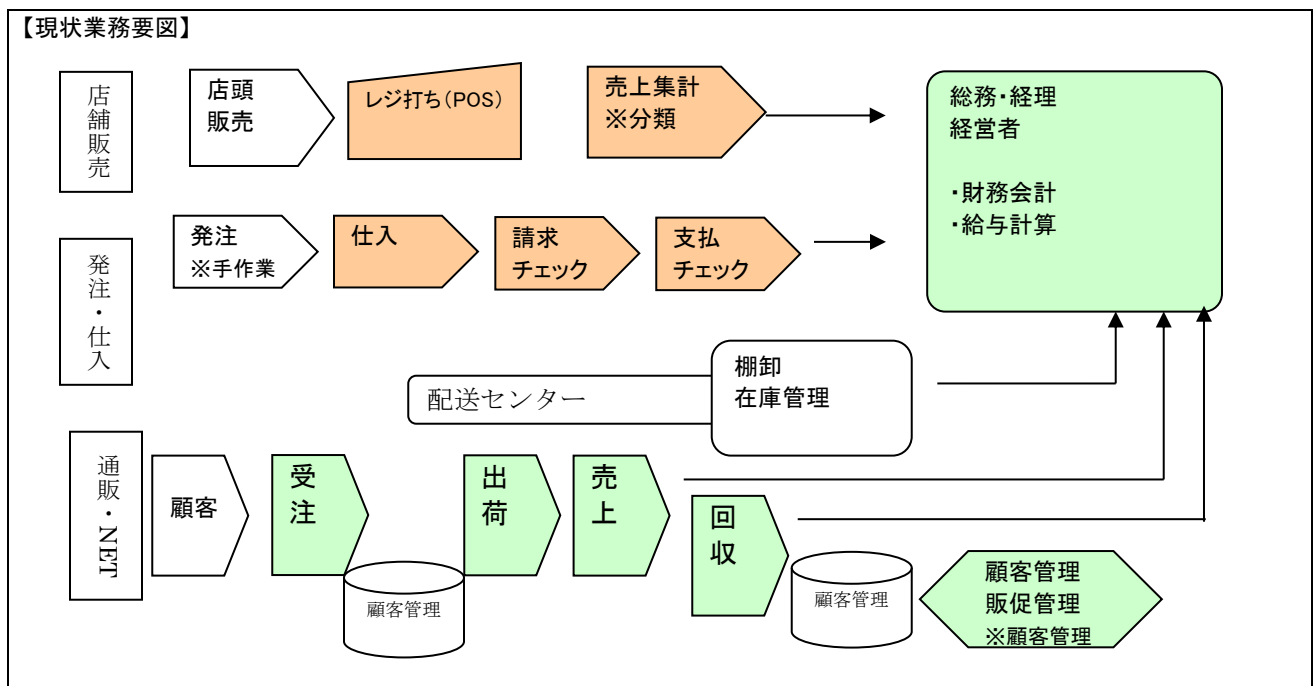 【現状業務要図】
店舗販売
店頭
販売
レジ打ち(POS)
売上集計
※分類
総務・経理
経営者
・財務会計
・給与計算
発注・仕入
発注
※手作業
仕入
請求
チェック
支払
チェック
配送センター
棚卸
在庫管理
通販・NET
顧客
受
注
顧客管理
出
荷
売
上
回
収
顧客管理
顧客管理
販促管理
※顧客管理